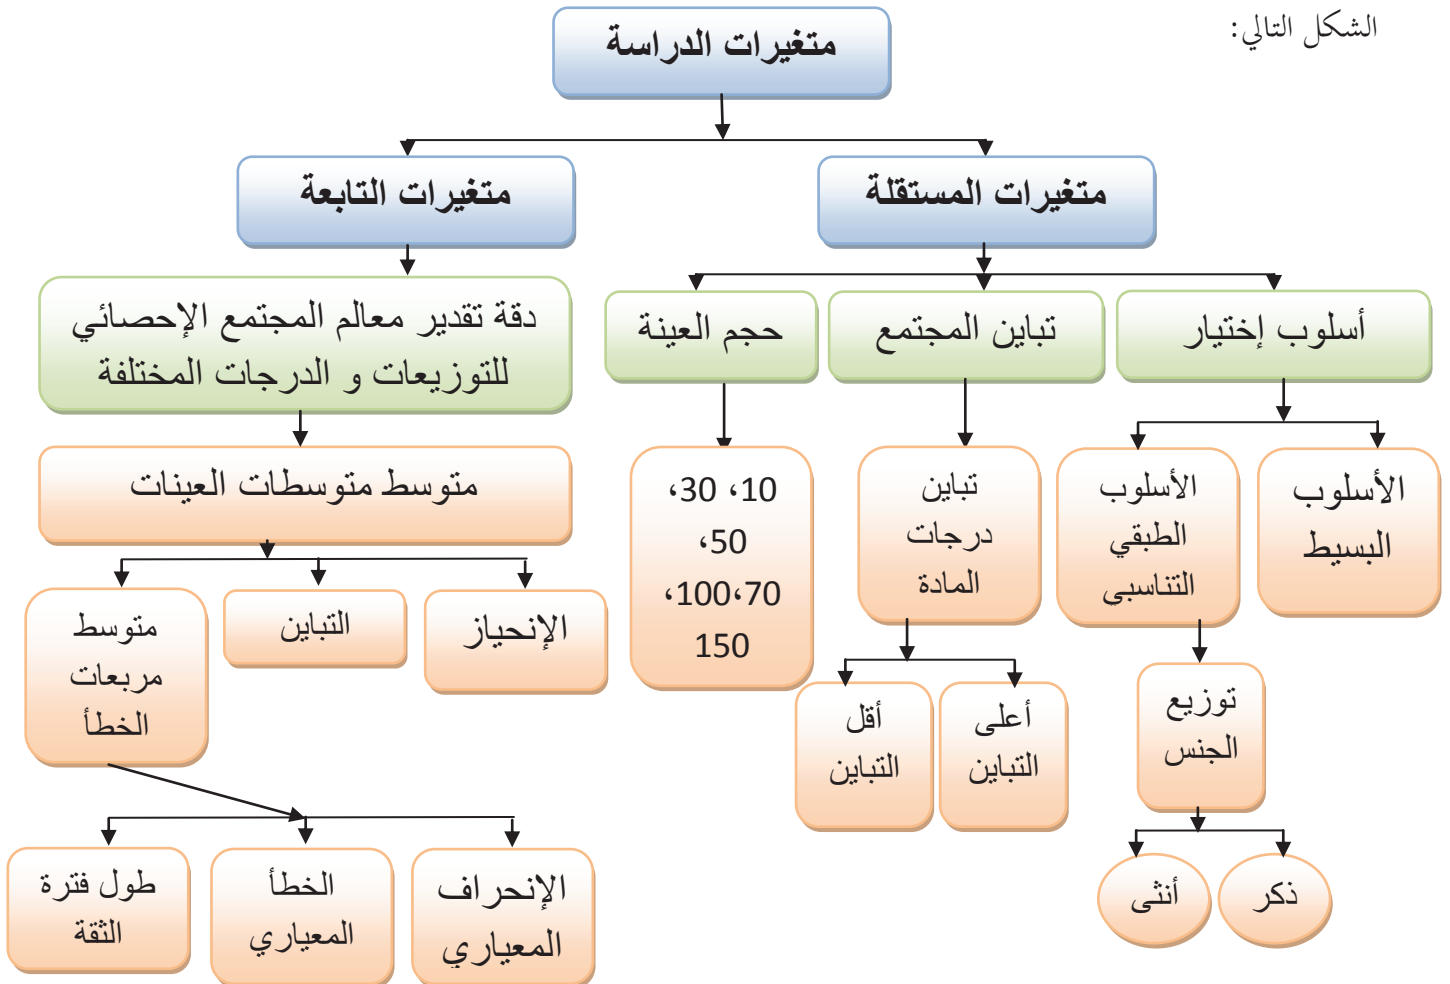 الشكل التالي:
متغيرات الدراسة
متغيرات المستقلة
متغيرات التابعة
أسلوب إختيار
تباين المجتمع
حجم العينة
دقة تقدير معالم المجتمع الإحصائي
للتوزيعات و الدرجات المختلفة
الأسلوب
البسيط
الأسلوب
الطبقي
التناسبي
تباين
درجات
المادة
10، 30،
50،
70،100،
150
متوسط متوسطات العينات
الإنحياز
التباين
متوسط
مربعات
الخطأ
توزيع
الجنس
أعلى
التباين
أقل
التباين
ذكر
أنثى
الإنحراف
المعياري
الخطأ
المعياري
طول فترة
الثقة